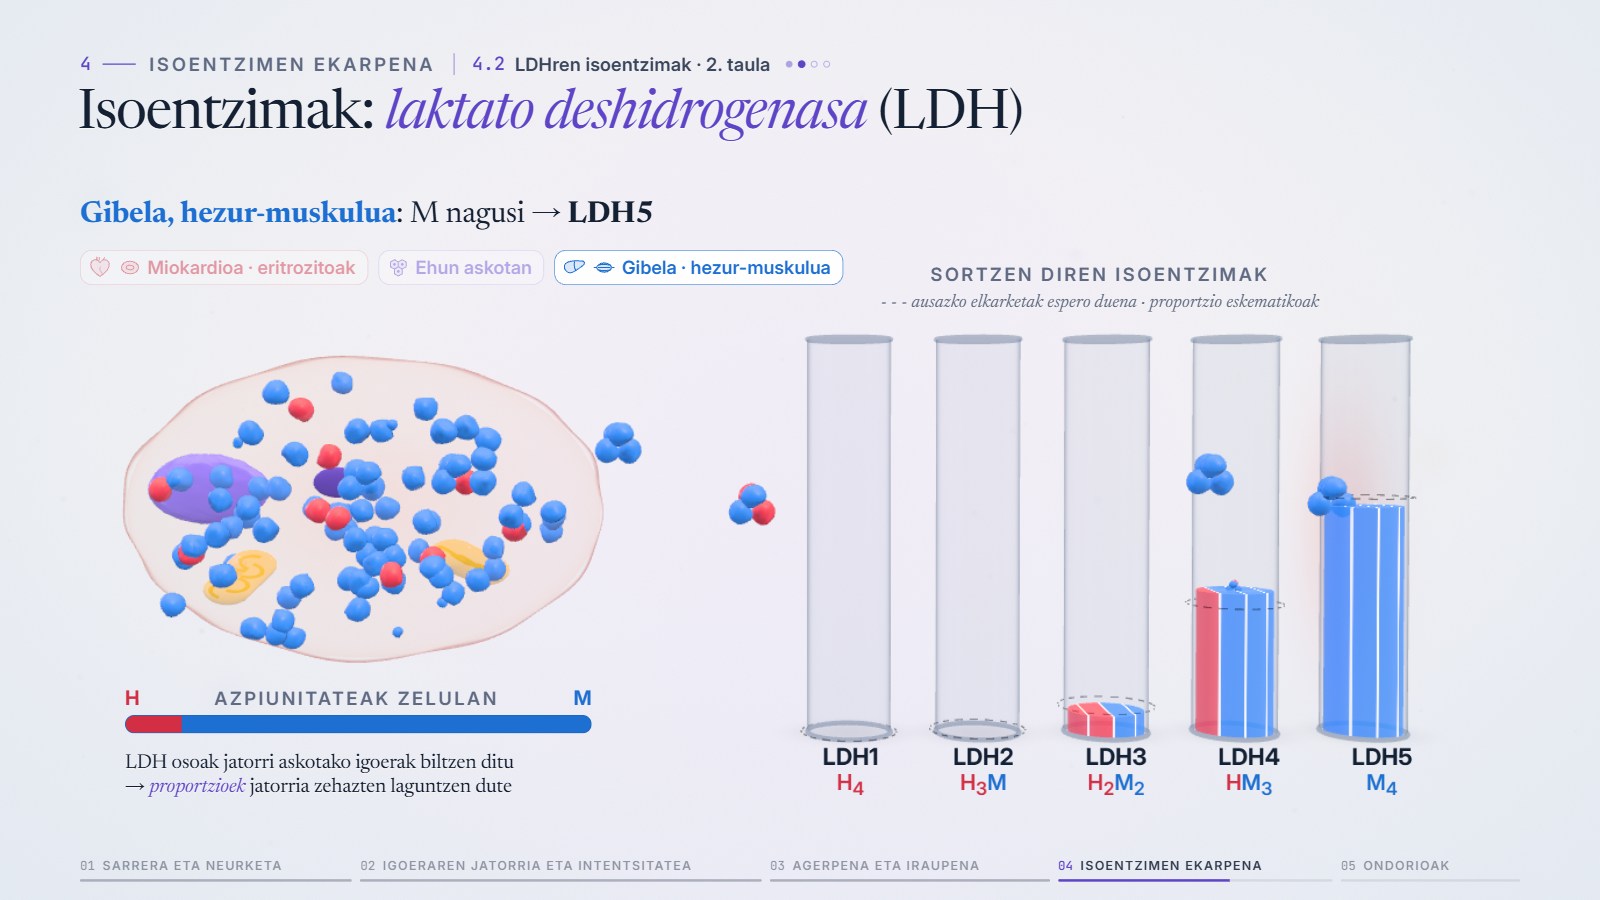 4 — ISOENTZIMEN EKARPENA | 4.2 LDHren isoentzimak · 2. taula
Isoentzimak: laktato deshidrogenasa (LDH)
Gibela, hezur-muskulua: M nagusi → LDH5
Miokardioa · eritrozitoak
Ehun askotan
Gibela · hezur-muskulua
SORTZEN DIREN ISOENTZIMAK
- - - ausazko elkarketak espero duena · proportzio eskematikoak
H AZPIUNITATEAK ZELULAN M
LDH osoak jatorri askotako igoerak biltzen ditu
→ proportzioek jatorria zehazten laguntzen dute
LDH1 LDH2 LDH3 LDH4 LDH5
H4 H3M H2M2 HM3 M4
01 SARRERA ETA NEURKETA
02 IGOERAREN JATORRIA ETA INTENTSITATEA
03 AGERPENA ETA IRAUPENA
04 ISOENTZIMEN EKARPENA
05 ONDORIOAK